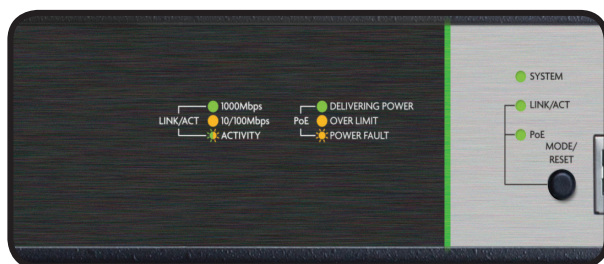 1000Mbps
LINK/ACT 10/100Mbps
ACTIVITY
DELIVERING POWER
PoE OVER LIMIT
POWER FAULT
SYSTEM
LINK/ACT
PoE
MODE/
RESET